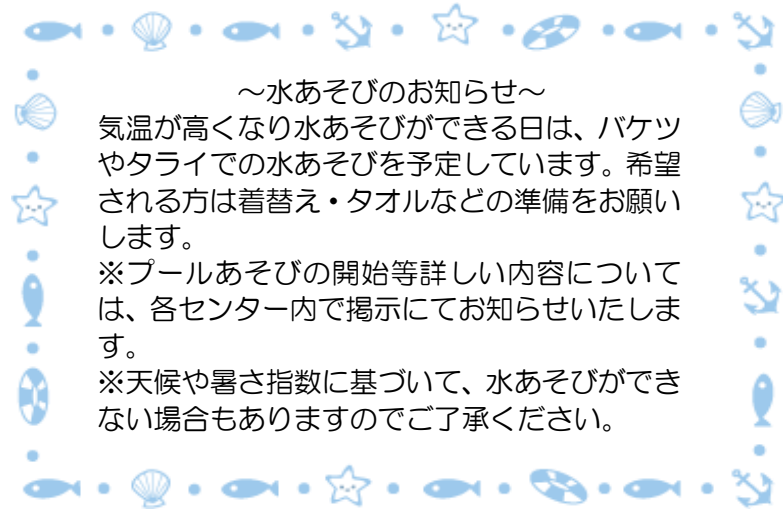 ～水あそびのお知らせ～
気温が高くなり水あそびができる日は、バケツ
やタライでの水あそびを予定しています。希望
される方は着替え・タオルなどの準備をお願い
します。
※プールあそびの開始等詳しい内容について
は、各センター内で掲示にてお知らせいたしま
す。
※天候や暑さ指数に基づいて、水あそびができ
ない場合もありますのでご了承ください。